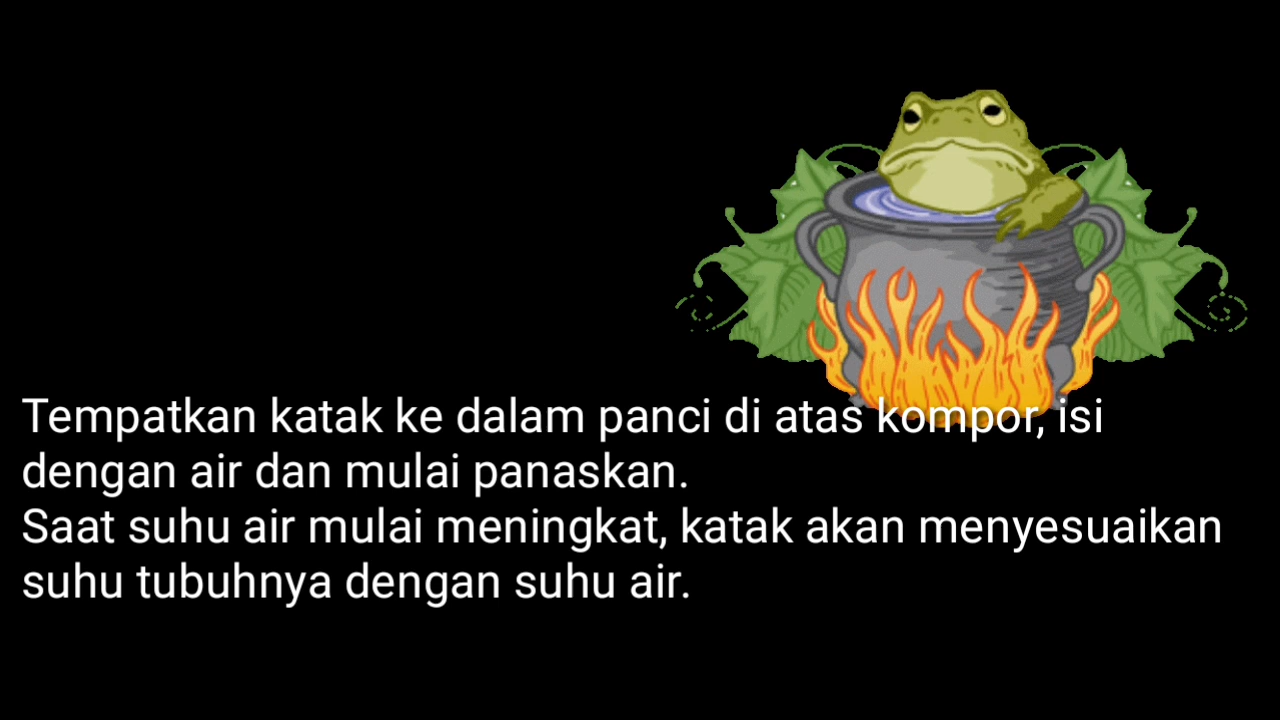 Tempatkan katak ke dalam panci di atas kompor, isi
dengan air dan mulai panaskan.
Saat suhu air mulai meningkat, katak akan menyesuaikan
suhu tubuhnya dengan suhu air.